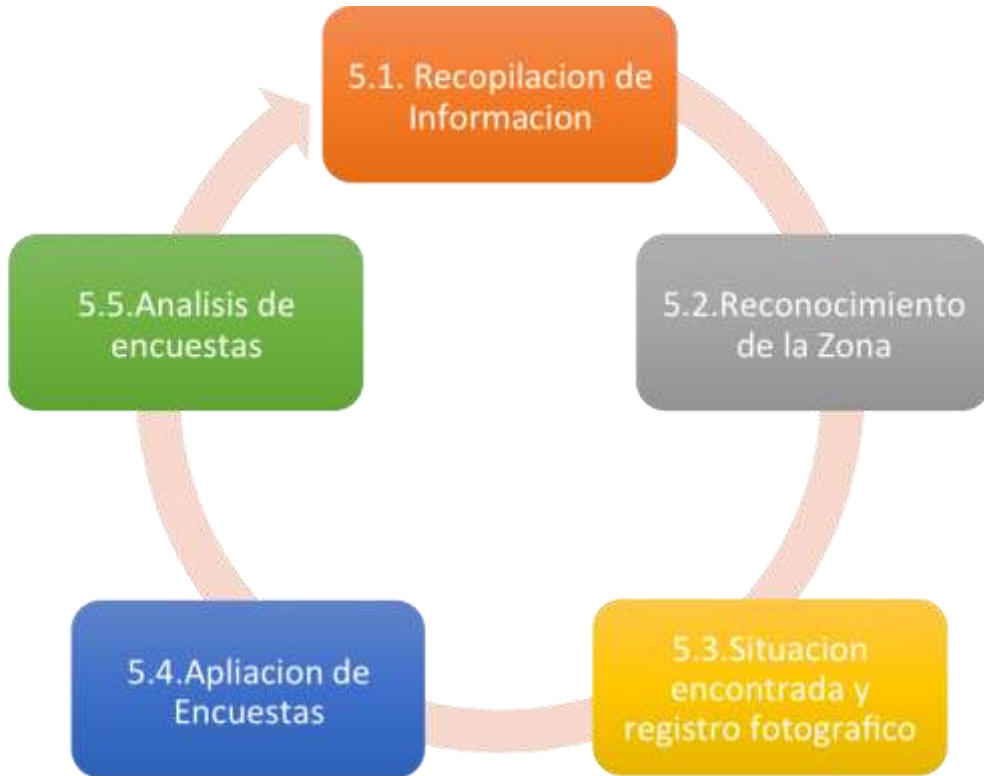 5.1. Recopilacion de
Informacion
5.2.Reconocimiento
de la Zona
5.3.Situacion
encontrada y
registro fotografico
5.4.Apliacion de
Encuestas
5.5.Analisis de
encuestas